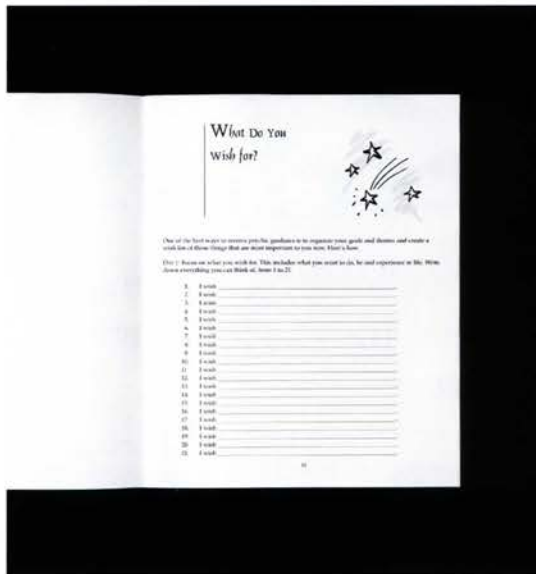 What Do You
Wish for?
One of the best ways to receive psychic guidance is to organize your goals and desires and create a
wish list of those things that are most important to you now. Here's how.
Focus on what you wish for. This includes what you want to do, be and experience in life. Write
down everything you can think of, from 1 to 21.
1. I wish
2. I wish
3. I wish
4. I wish
5. I wish
6. I wish
7. I wish
8. I wish
9. I wish
10. I wish
11. I wish
12. I wish
13. I wish
14. I wish
15. I wish
16. I wish
17. I wish
18. I wish
19. I wish
20. I wish
21. I wish